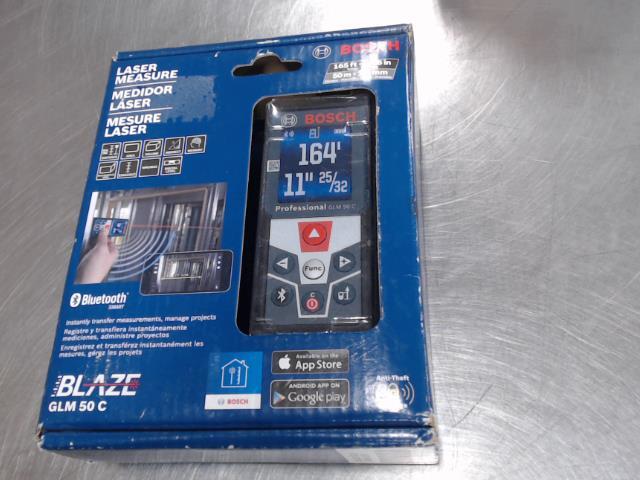 LASER
MEASURE
MEDIDOR
LÁSER
MESURE
LASER
BOSCH
165 ft
50 m
BOSCH
164'
11" 25/32
Professional GLM 50 C
Func
C
Bluetooth
SMART
Instantly transfer measurements, manage projects
Registre y transfiera instantáneamente
mediciones, administre proyectos
Enregistrez et transférez instantanément les
mesures, gérez les projets
BLAZE
GLM 50 C
BOSCH
Available on the
App Store
ANDROID APP ON
Google play
Anti-Theft